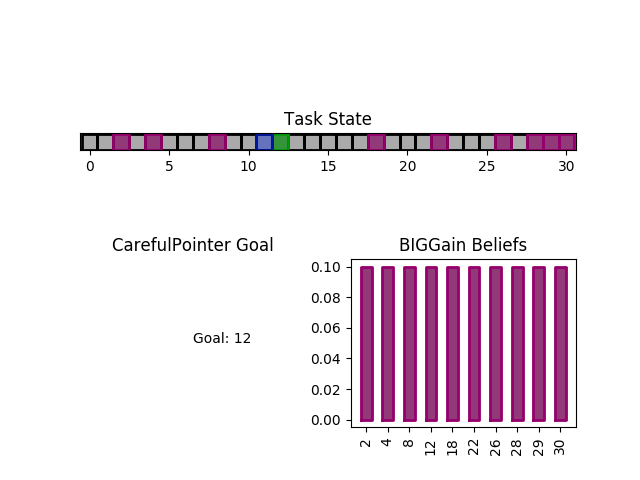 Task State
0 5 10 15 20 25 30
CarefulPointer Goal
BIGGain Beliefs
Goal: 12
0.10
0.08
0.06
0.04
0.02
0.00
2 4 8 12 18 22 26 28 29 30